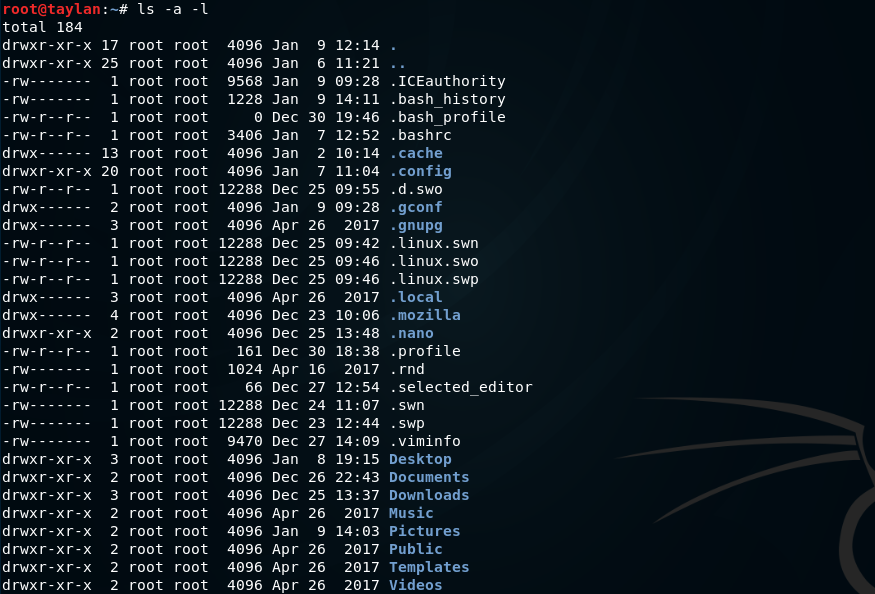 root@taylan:~# ls -a -l
total 184
drwxr-xr-x 17 root root  4096 Jan  9 12:14 .
drwxr-xr-x 25 root root  4096 Jan  6 11:21 ..
-rw-------  1 root root  9568 Jan  9 09:28 .ICEauthority
-rw-------  1 root root  1228 Jan  9 14:11 .bash_history
-rw-r--r--  1 root root     0 Dec 30 19:46 .bash_profile
-rw-r--r--  1 root root  3406 Jan  7 12:52 .bashrc
drwx------ 13 root root  4096 Jan  2 10:14 .cache
drwxr-xr-x 20 root root  4096 Jan  7 11:04 .config
-rw-r--r--  1 root root 12288 Dec 25 09:55 .d.swo
drwx------  2 root root  4096 Jan  9 09:28 .gconf
drwx------  3 root root  4096 Apr 26  2017 .gnupg
-rw-r--r--  1 root root 12288 Dec 25 09:42 .linux.swn
-rw-r--r--  1 root root 12288 Dec 25 09:46 .linux.swo
-rw-r--r--  1 root root 12288 Dec 25 09:46 .linux.swp
drwx------  3 root root  4096 Apr 26  2017 .local
drwx------  4 root root  4096 Dec 23 10:06 .mozilla
drwxr-xr-x  2 root root  4096 Dec 25 13:48 .nano
-rw-r--r--  1 root root   161 Dec 30 18:38 .profile
-rw-------  1 root root  1024 Apr 16  2017 .rnd
-rw-r--r--  1 root root    66 Dec 27 12:54 .selected_editor
-rw-------  1 root root 12288 Dec 24 11:07 .swn
-rw-------  1 root root 12288 Dec 23 12:44 .swp
-rw-------  1 root root  9470 Dec 27 14:09 .viminfo
drwxr-xr-x  3 root root  4096 Jan  8 19:15 Desktop
drwxr-xr-x  2 root root  4096 Dec 26 22:43 Documents
drwxr-xr-x  3 root root  4096 Dec 25 13:37 Downloads
drwxr-xr-x  2 root root  4096 Apr 26  2017 Music
drwxr-xr-x  2 root root  4096 Jan  9 14:03 Pictures
drwxr-xr-x  2 root root  4096 Apr 26  2017 Public
drwxr-xr-x  2 root root  4096 Apr 26  2017 Templates
drwxr-xr-x  2 root root  4096 Apr 26  2017 Videos